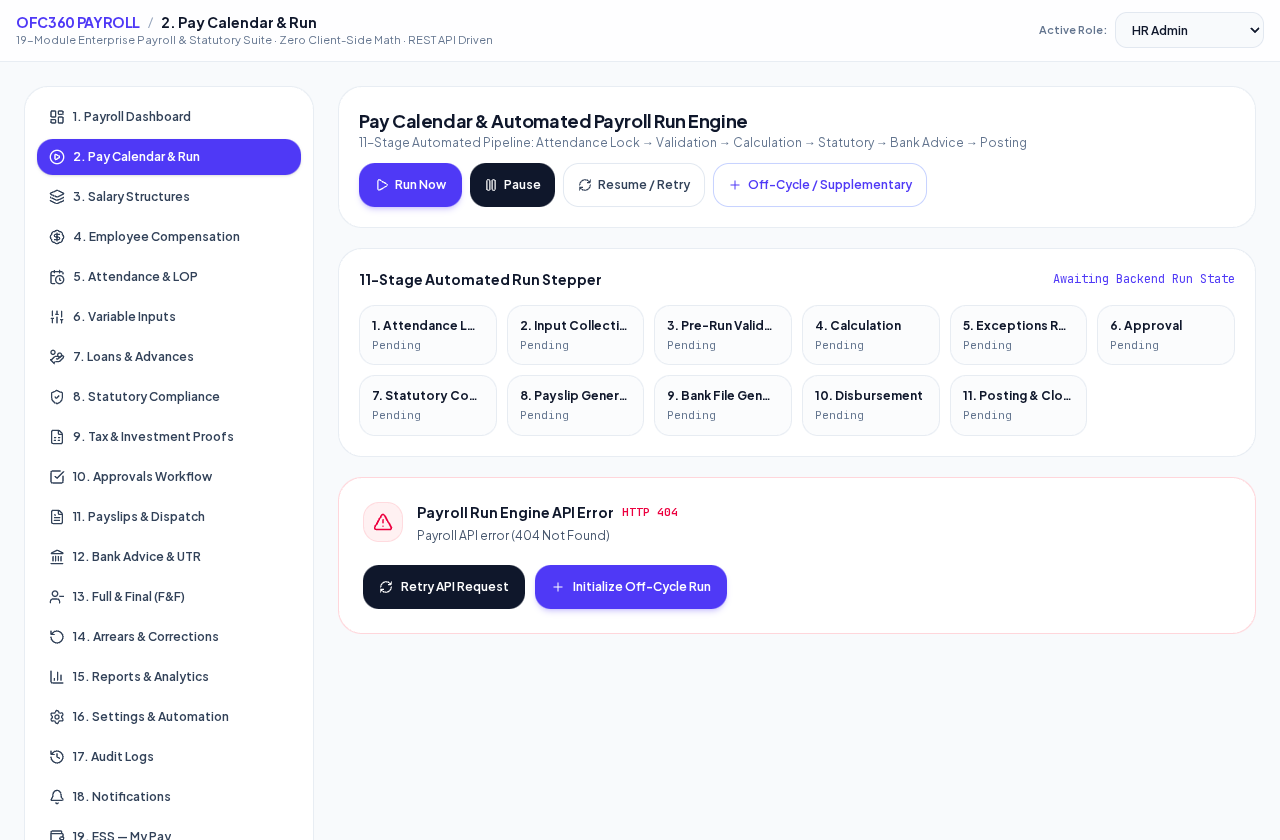 OFC360 PAYROLL / 2. Pay Calendar & Run
19-Module Enterprise Payroll & Statutory Suite · Zero Client-Side Math · REST API Driven
Active Role: HR Admin
1. Payroll Dashboard
2. Pay Calendar & Run
3. Salary Structures
4. Employee Compensation
5. Attendance & LOP
6. Variable Inputs
7. Loans & Advances
8. Statutory Compliance
9. Tax & Investment Proofs
10. Approvals Workflow
11. Payslips & Dispatch
12. Bank Advice & UTR
13. Full & Final (F&F)
14. Arrears & Corrections
15. Reports & Analytics
16. Settings & Automation
17. Audit Logs
18. Notifications
19. ESS — My Pay
Pay Calendar & Automated Payroll Run Engine
11-Stage Automated Pipeline: Attendance Lock → Validation → Calculation → Statutory → Bank Advice → Posting
Run Now Pause Resume / Retry Off-Cycle / Supplementary
11-Stage Automated Run Stepper Awaiting Backend Run State
1. Attendance L… 2. Input Collecti… 3. Pre-Run Valid… 4. Calculation 5. Exceptions R… 6. Approval
Pending Pending Pending Pending Pending Pending
7. Statutory Co… 8. Payslip Gener… 9. Bank File Gen… 10. Disbursement 11. Posting & Clo…
Pending Pending Pending Pending Pending
Payroll Run Engine API Error HTTP 404
Payroll API error (404 Not Found)
Retry API Request Initialize Off-Cycle Run